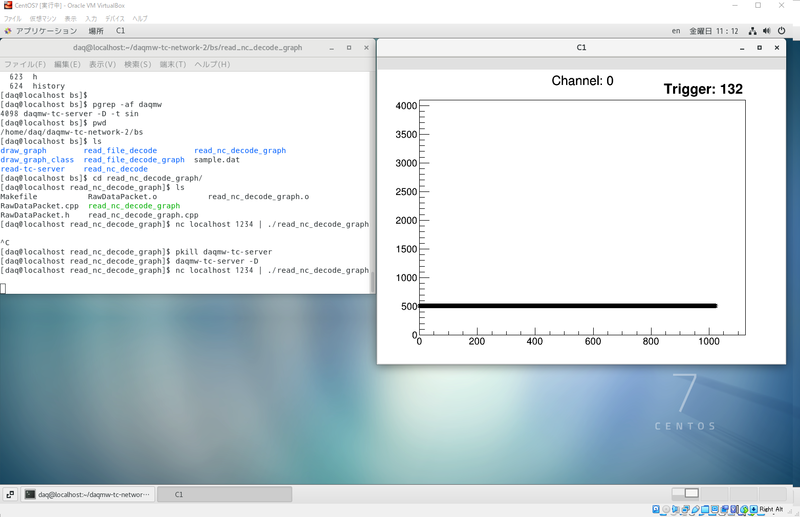 CentOS7 [実行中] - Oracle VM VirtualBox
ファイル 仮想マシン 表示 入力 デバイス ヘルプ
アプリケーション 場所 C1 en 金曜日 11:12
daq@localhost:~/daqmw-tc-network-2/bs/read_nc_decode_graph
ファイル(F) 編集(E) 表示(V) 検索(S) 端末(T) ヘルプ(H)
623 h
624 history
[daq@localhost bs]$
[daq@localhost bs]$ pgrep -af daqmw
4098 daqmw-tc-server -D -t sin
[daq@localhost bs]$ pwd
/home/daq/daqmw-tc-network-2/bs
[daq@localhost bs]$ ls
draw_graph read_file_decode read_nc_decode_graph
draw_graph_class read_file_decode_graph sample.dat
read-tc-server read_nc_decode
[daq@localhost bs]$ cd read_nc_decode_graph/
[daq@localhost read_nc_decode_graph]$ ls
Makefile RawDataPacket.o read_nc_decode_graph.o
RawDataPacket.cpp read_nc_decode_graph
RawDataPacket.h read_nc_decode_graph.cpp
[daq@localhost read_nc_decode_graph]$ nc localhost 1234 | ./read_nc_decode_graph
^C
[daq@localhost read_nc_decode_graph]$ pkill daqmw-tc-server
[daq@localhost read_nc_decode_graph]$ daqmw-tc-server -D
[daq@localhost read_nc_decode_graph]$ nc localhost 1234 | ./read_nc_decode_graph
C1
Channel: 0
Trigger: 132
4000
3500
3000
2500
2000
1500
1000
500
0
0 200 400 600 800 1000
7
CENTOS
daq@localhost:~/daqmw-tc-networ… C1
Right Alt